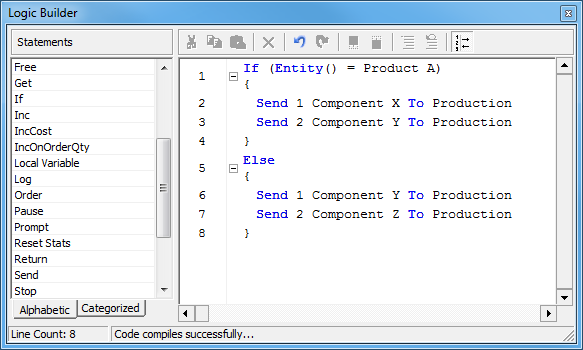 Logic Builder
Statements
Free
Get
If
Inc
IncCost
IncOnOrderQty
Local Variable
Log
Order
Pause
Prompt
Reset Stats
Return
Send
Stop
Alphabetic
Categorized
1 If (Entity() = Product A)
{
2 Send 1 Component X To Production
3 Send 2 Component Y To Production
4 }
5 Else
{
6 Send 1 Component Y To Production
7 Send 2 Component Z To Production
8 }
Line Count: 8
Code compiles successfully...